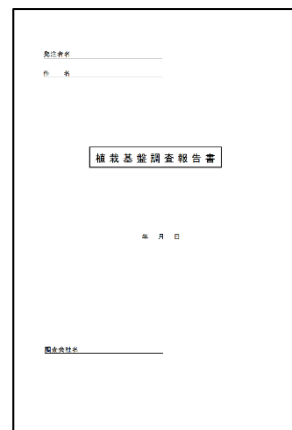 発注者名
件　名
植栽基盤調査報告書
年　月　日
調査会社名